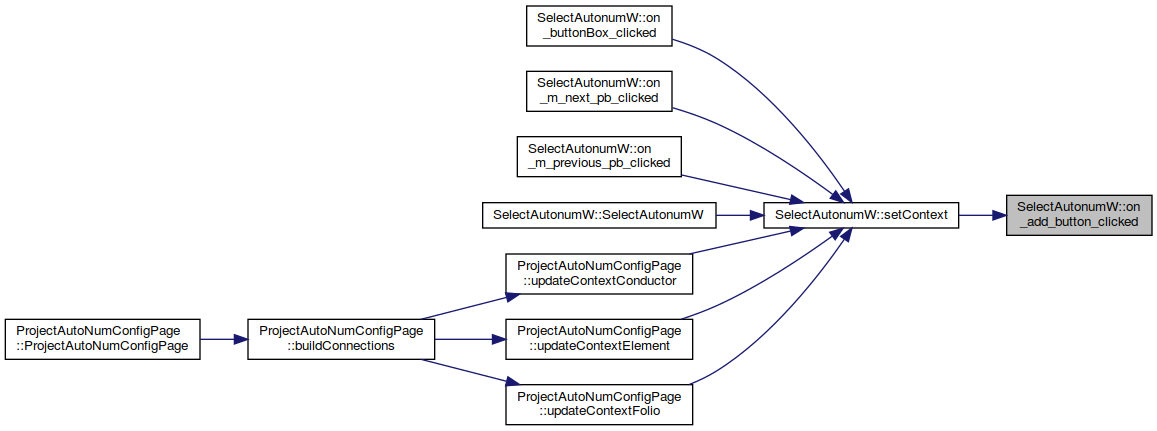 SelectAutonumW::on
_buttonBox_clicked
SelectAutonumW::on
_m_next_pb_clicked
SelectAutonumW::on
_m_previous_pb_clicked
SelectAutonumW::SelectAutonumW
SelectAutonumW::setContext
SelectAutonumW::on
_add_button_clicked
ProjectAutoNumConfigPage
::updateContextConductor
ProjectAutoNumConfigPage
::ProjectAutoNumConfigPage
ProjectAutoNumConfigPage
::buildConnections
ProjectAutoNumConfigPage
::updateContextElement
ProjectAutoNumConfigPage
::updateContextFolio